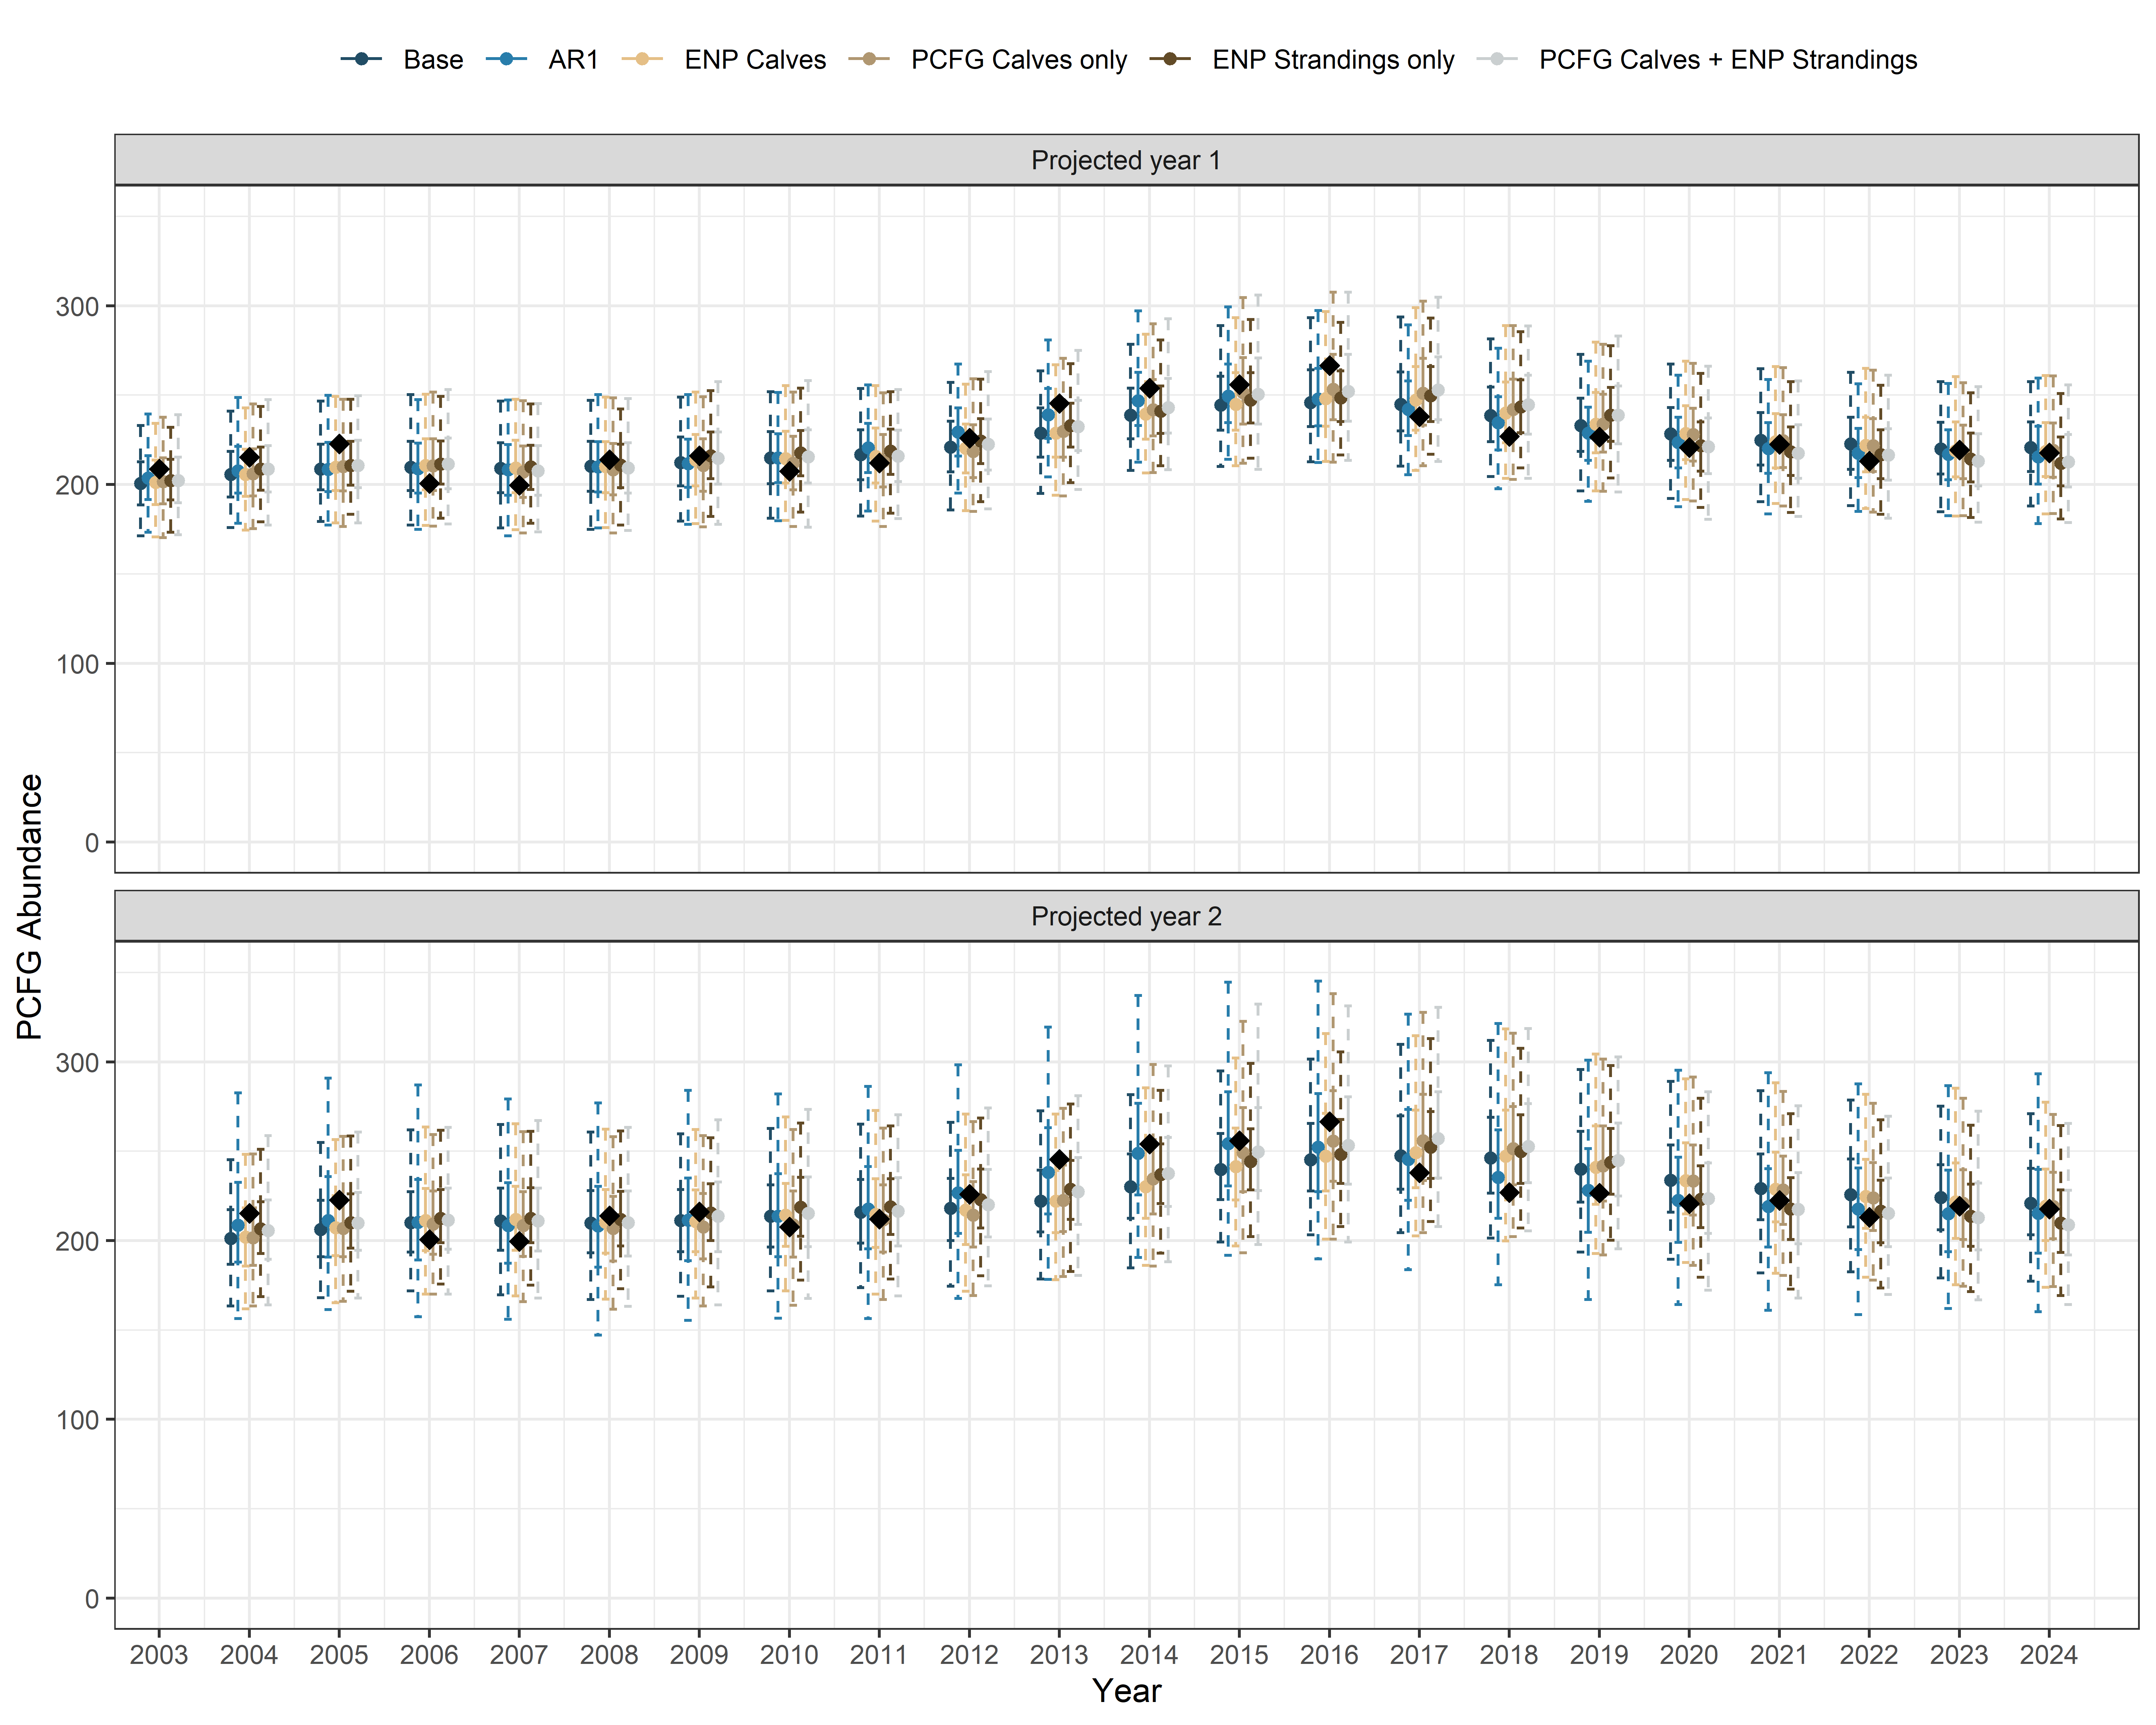 Base AR1 ENP Calves PCFG Calves only ENP Strandings only PCFG Calves + ENP Strandings
Projected year 1
300
200
100
0
PCFG Abundance
Projected year 2
300
200
100
0
2003 2004 2005 2006 2007 2008 2009 2010 2011 2012 2013 2014 2015 2016 2017 2018 2019 2020 2021 2022 2023 2024
Year